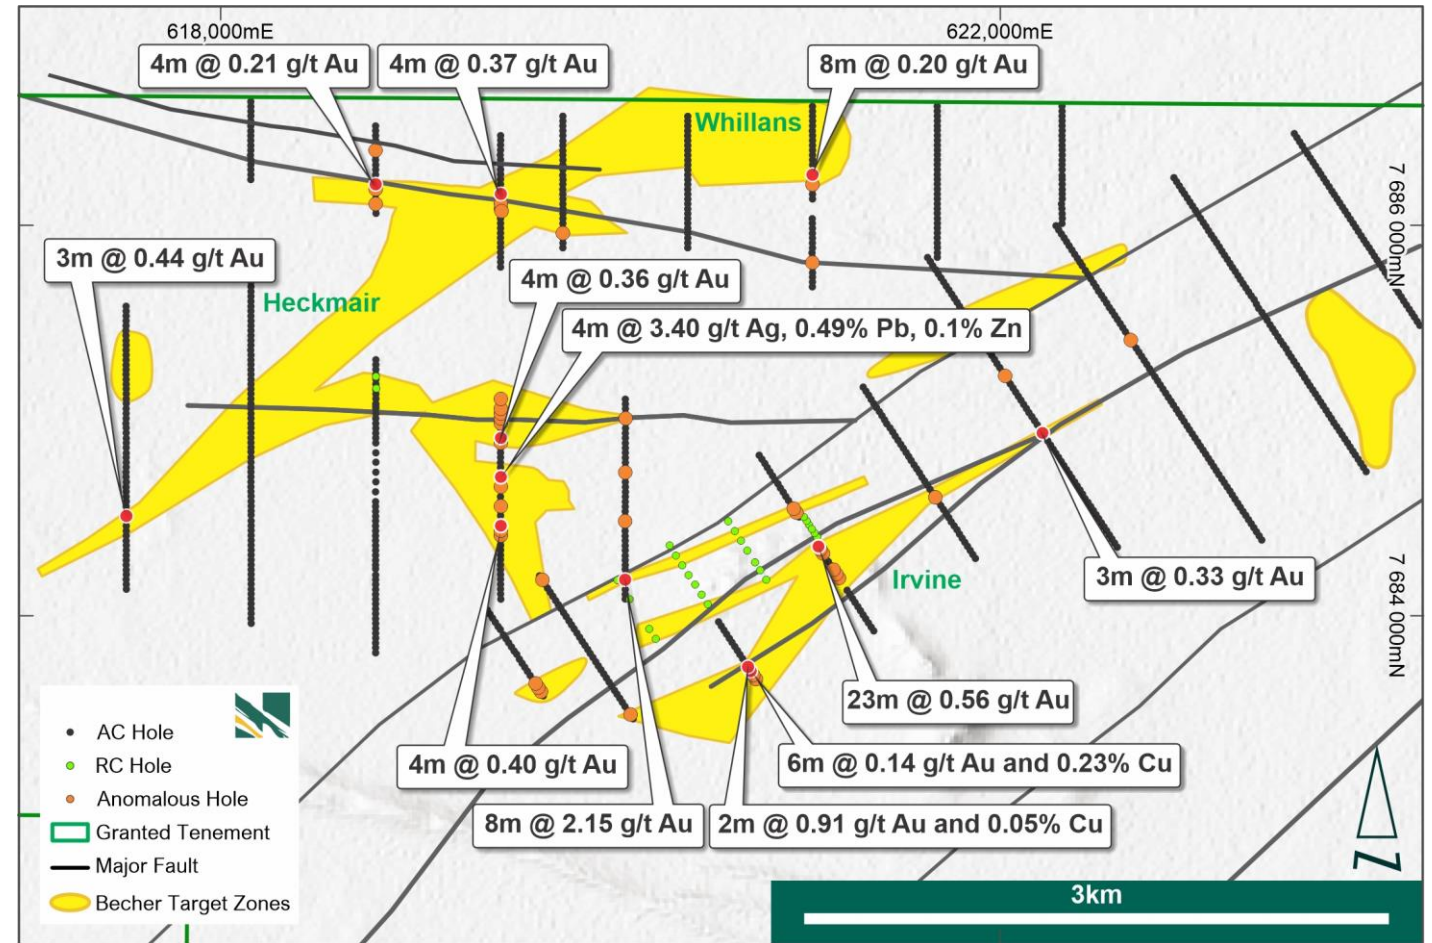 618,000mE
622,000mE
4m @ 0.21 g/t Au
4m @ 0.37 g/t Au
8m @ 0.20 g/t Au
Whillans
7 686 000mN
3m @ 0.44 g/t Au
4m @ 0.36 g/t Au
Heckmair
4m @ 3.40 g/t Ag, 0.49% Pb, 0.1% Zn
Irvine
3m @ 0.33 g/t Au
7 684 000mN
23m @ 0.56 g/t Au
4m @ 0.40 g/t Au
6m @ 0.14 g/t Au and 0.23% Cu
8m @ 2.15 g/t Au
2m @ 0.91 g/t Au and 0.05% Cu
AC Hole
RC Hole
Anomalous Hole
Granted Tenement
Major Fault
Becher Target Zones
N
3km